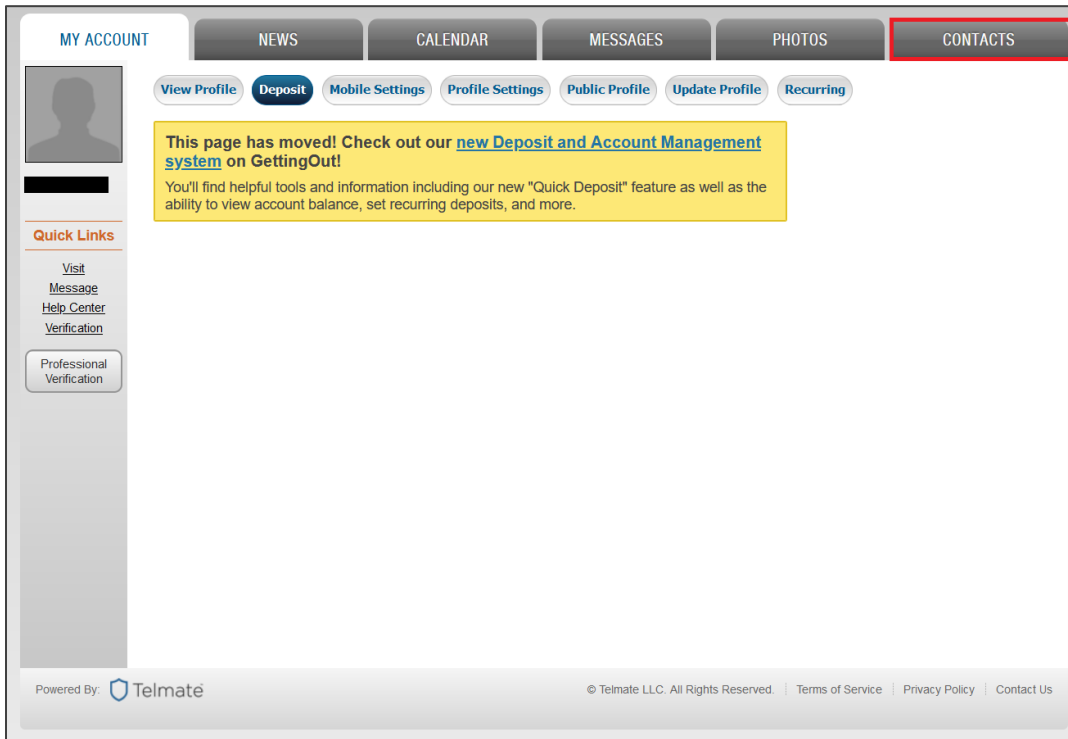 MY ACCOUNT
NEWS
CALENDAR
MESSAGES
PHOTOS
CONTACTS
View Profile
Deposit
Mobile Settings
Profile Settings
Public Profile
Update Profile
Recurring
This page has moved! Check out our new Deposit and Account Management
system on GettingOut!
You'll find helpful tools and information including our new "Quick Deposit" feature as well as the
ability to view account balance, set recurring deposits, and more.
Quick Links
Visit
Message
Help Center
Verification
Professional
Verification
Powered By: Telmate
© Telmate LLC. All Rights Reserved. | Terms of Service | Privacy Policy | Contact Us